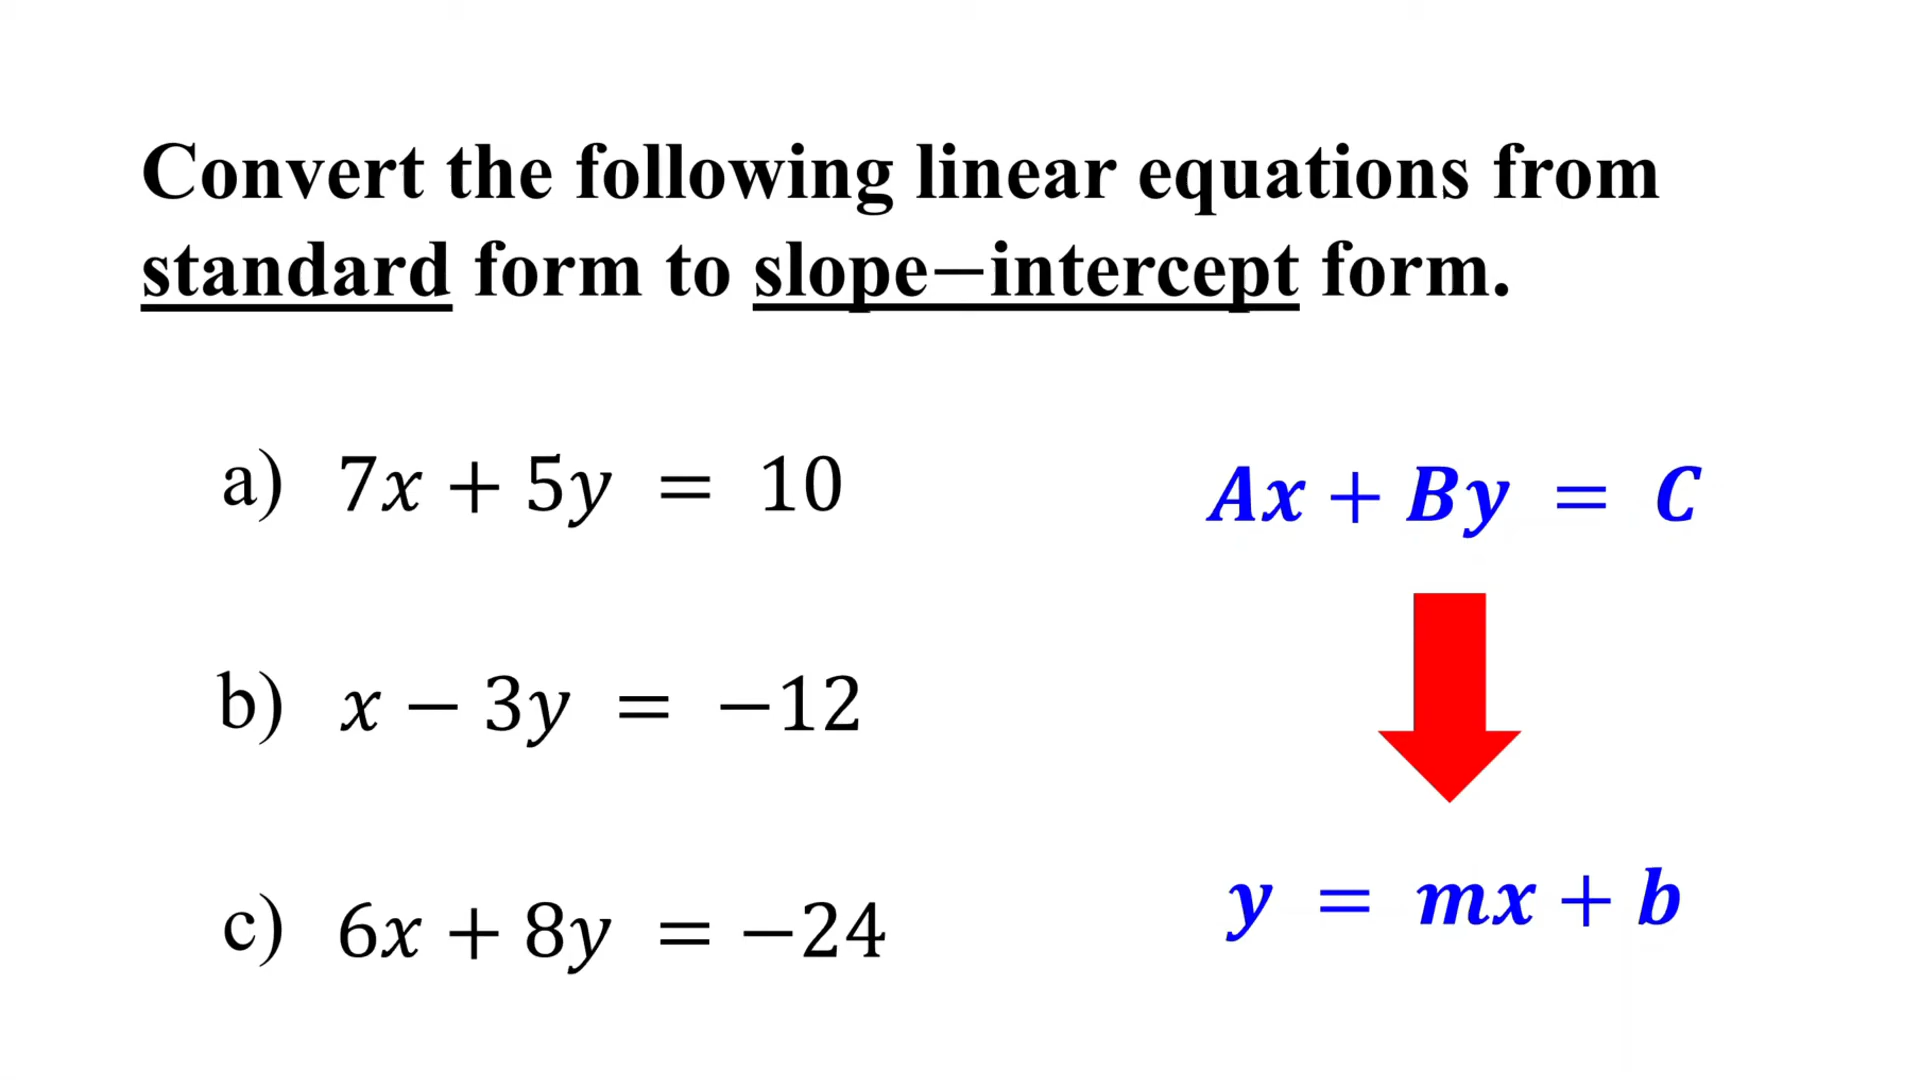 Convert the following linear equations from
standard form to slope−intercept form.
a) 7x + 5y = 10
Ax + By = C
b) x − 3y = −12
c) 6x + 8y = −24
y = mx + b